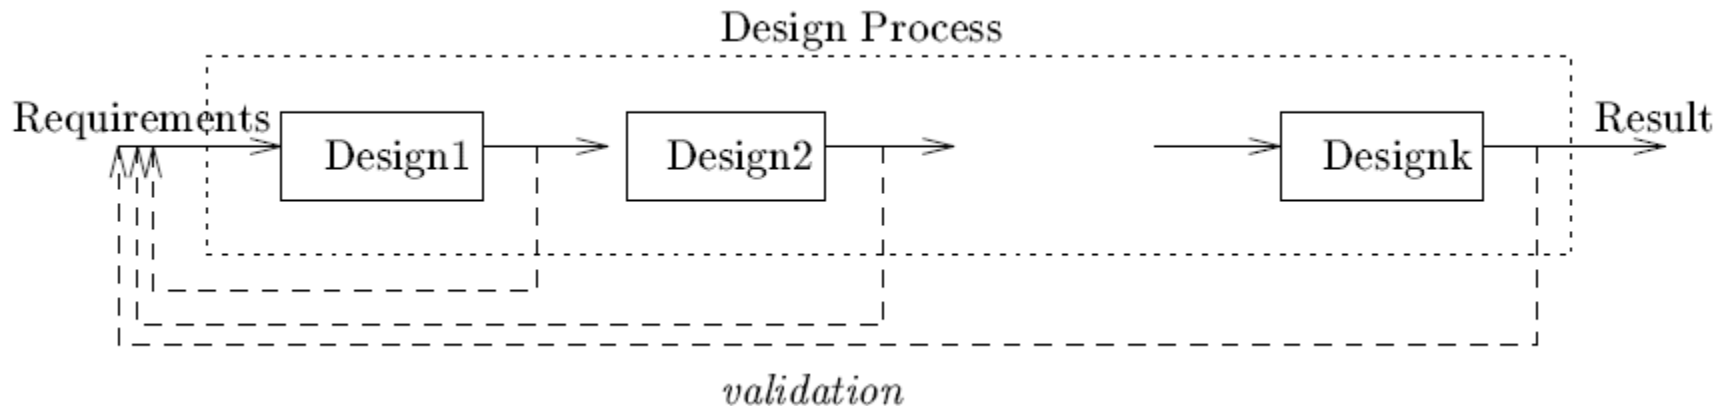 Design Process
Requirements
Result
Design1
Design2
Designk
validation